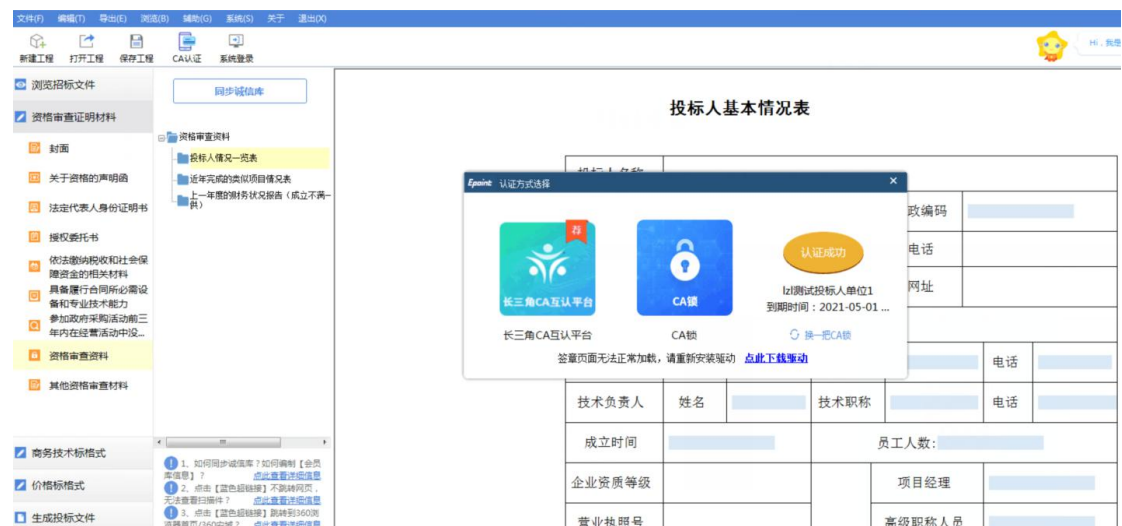 文件(F) 编辑(T) 导出(E) 浏览(B) 辅助(G) 系统(S) 关于 退出(X)
新建工程 打开工程 保存工程 CA认证 系统登录
Hi，我是
浏览招标文件
资格审查证明材料
封面
关于资格的声明函
法定代表人身份证明书
授权委托书
依法缴纳税收和社会保
障资金的相关材料
具备履行合同所必需设
备和专业技术能力
参加政府采购活动前三
年内在经营活动中没...
资格审查资料
其他资格审查材料
商务技术标格式
价格标格式
生成投标文件
同步诚信库
资格审查资料
投标人情况一览表
近年完成的类似项目情况表
上一年度的财务状况报告（成立不满一
供）
1、如何同步诚信库？如何编制【会员
库信息】？ 点此查看详细信息
2、点击【蓝色超链接】不跳转网页，
无法查看扫描件？ 点此查看详细信息
3、点击【蓝色超链接】跳转到360浏
览器首页/360中城？ 点此查看详细信息
投标人基本情况表
投标人名称
政编码
电话
网址
电话
技术负责人 姓名 技术职称 电话
成立时间 员工人数:
企业资质等级 项目经理
营业执照号 高级职称人员
Epoint 认证方式选择 ×
荐
长三角CA互认平台
CA锁
认证成功
lzl测试投标人单位1
到期时间：2021-05-01 ...
长三角CA互认平台 CA锁 换一把CA锁
签章页面无法正常加载，请重新安装驱动 点此下载驱动